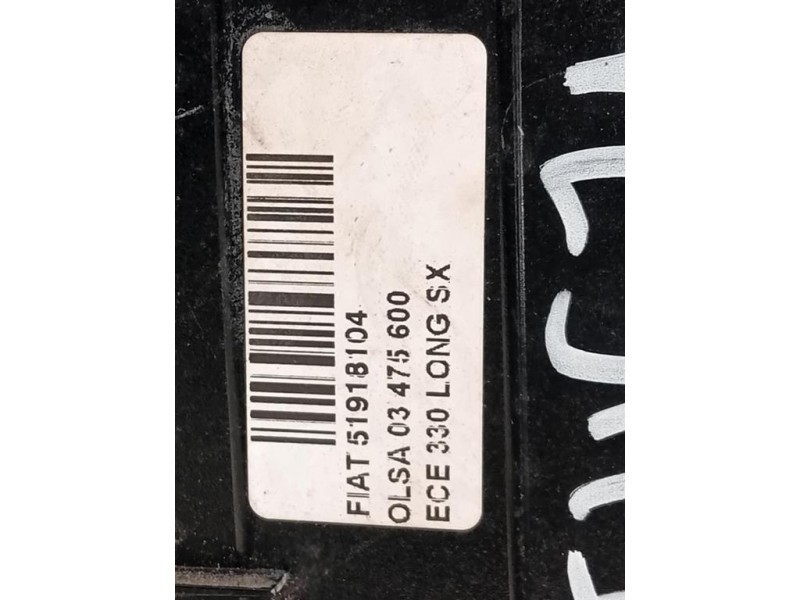 FIAT 51918104
OLSA 03 475 600
ECE 330 LONG SX